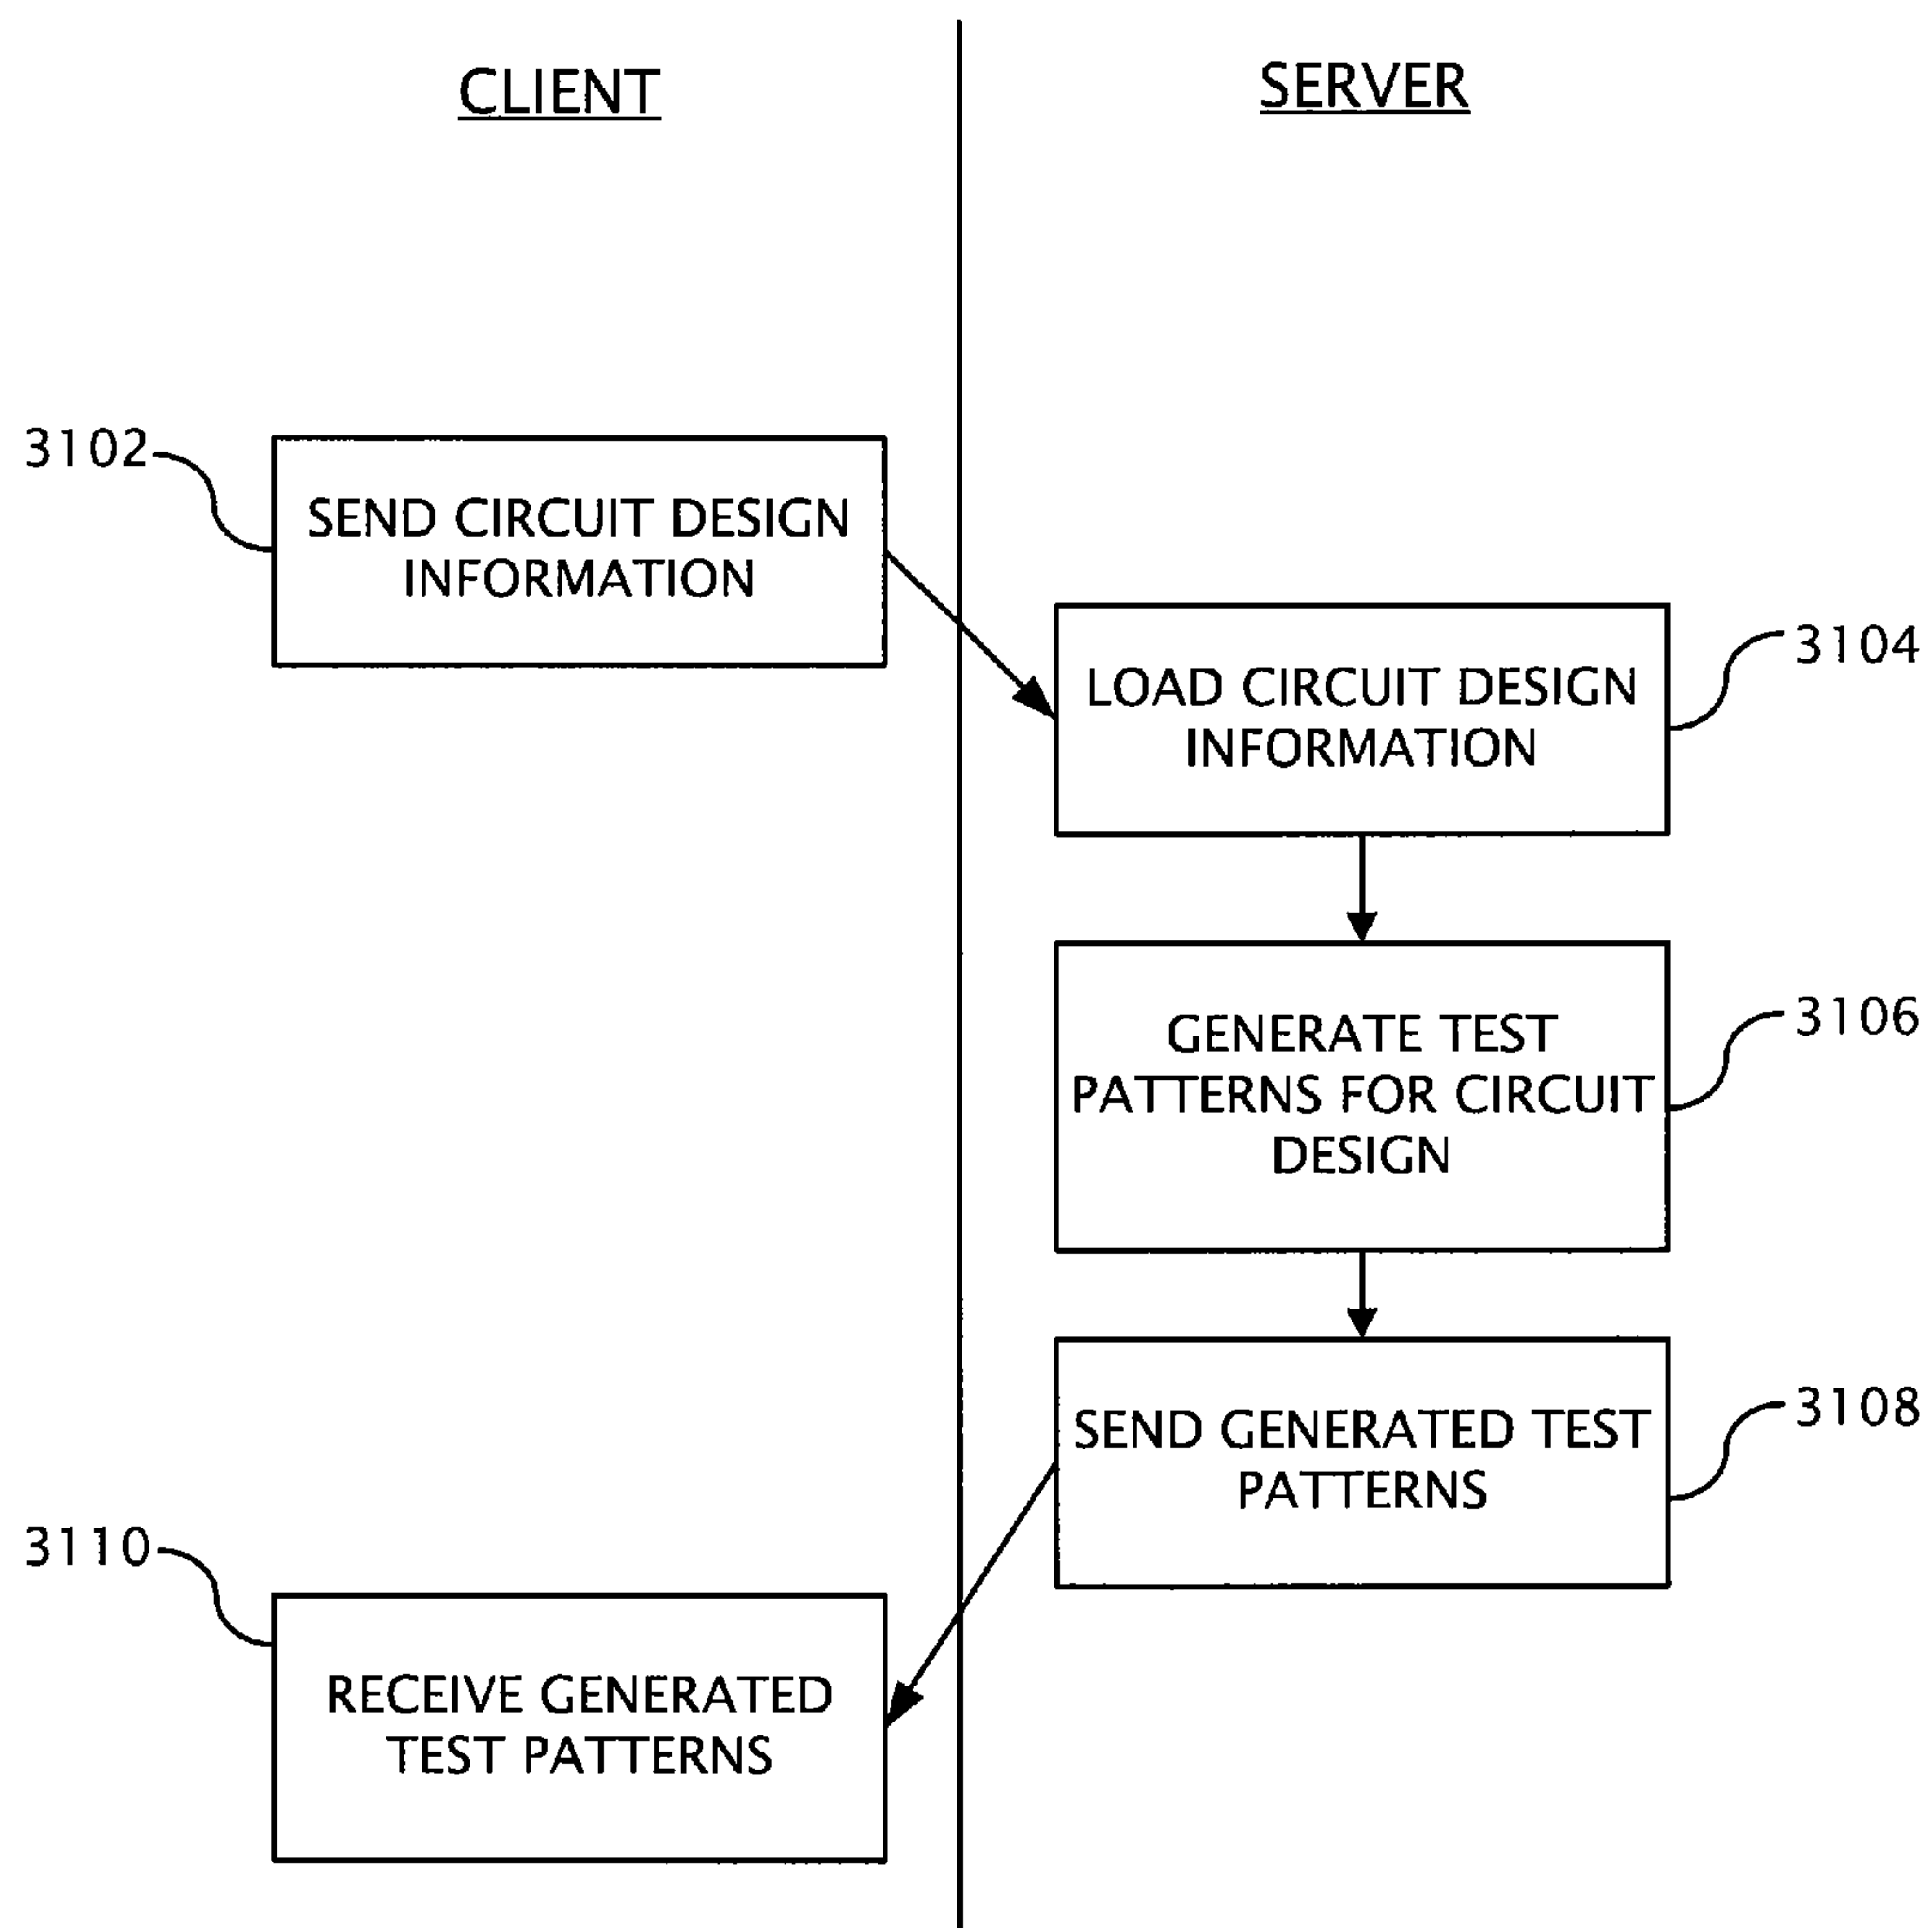 CLIENT
SERVER
3102
SEND CIRCUIT DESIGN
INFORMATION
3104
LOAD CIRCUIT DESIGN
INFORMATION
3106
GENERATE TEST
PATTERNS FOR CIRCUIT
DESIGN
3108
SEND GENERATED TEST
PATTERNS
3110
RECEIVE GENERATED
TEST PATTERNS